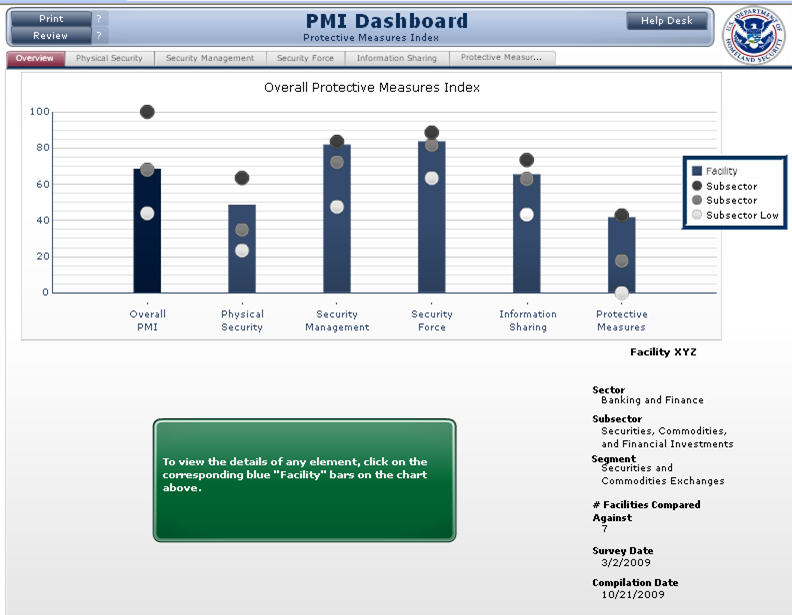 Print ?
Review ?
PMI Dashboard
Protective Measures Index
Help Desk
U.S. DEPARTMENT OF HOMELAND SECURITY
Overview
Physical Security
Security Management
Security Force
Information Sharing
Protective Measur...
Overall Protective Measures Index
100
80
60
40
20
0
Facility
Subsector
Subsector
Subsector Low
Overall
PMI
Physical
Security
Security
Management
Security
Force
Information
Sharing
Protective
Measures
Facility XYZ
Sector
Banking and Finance
Subsector
Securities, Commodities,
and Financial Investments
Segment
Securities and
Commodities Exchanges
# Facilities Compared
Against
7
Survey Date
3/2/2009
Compilation Date
10/21/2009
To view the details of any element, click on the
corresponding blue "Facility" bars on the chart
above.